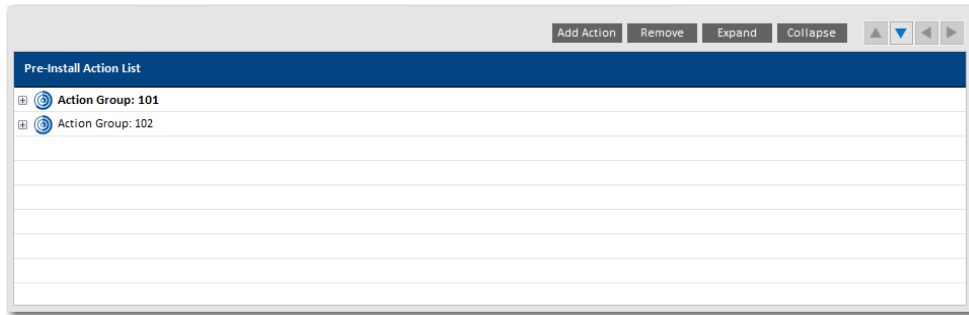 Add Action Remove Expand Collapse
Pre-Install Action List
Action Group: 101
Action Group: 102